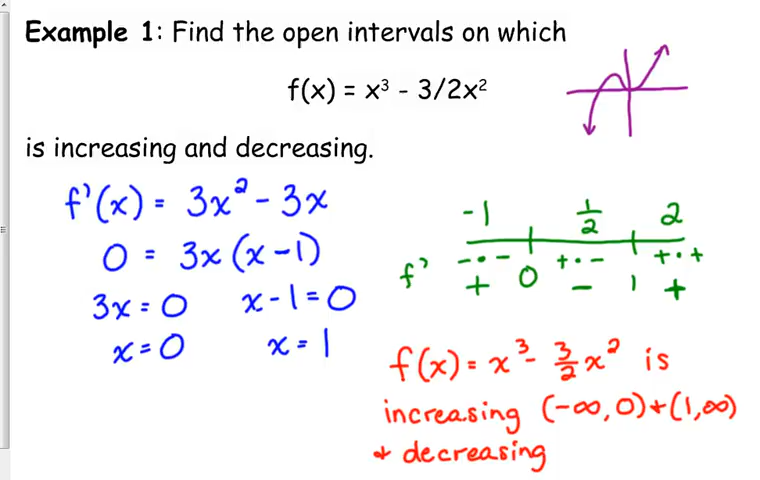 Example 1: Find the open intervals on which
f(x) = x³ - 3/2x²
is increasing and decreasing.
f'(x) = 3x² - 3x
0 = 3x (x - 1)
3x = 0 x - 1 = 0
x = 0 x = 1
-1 1/2 2
f' - · - + · - + · +
+ 0 - 1 +
f(x) = x³ - 3/2 x² is
increasing (-∞, 0) + (1, ∞)
+ decreasing